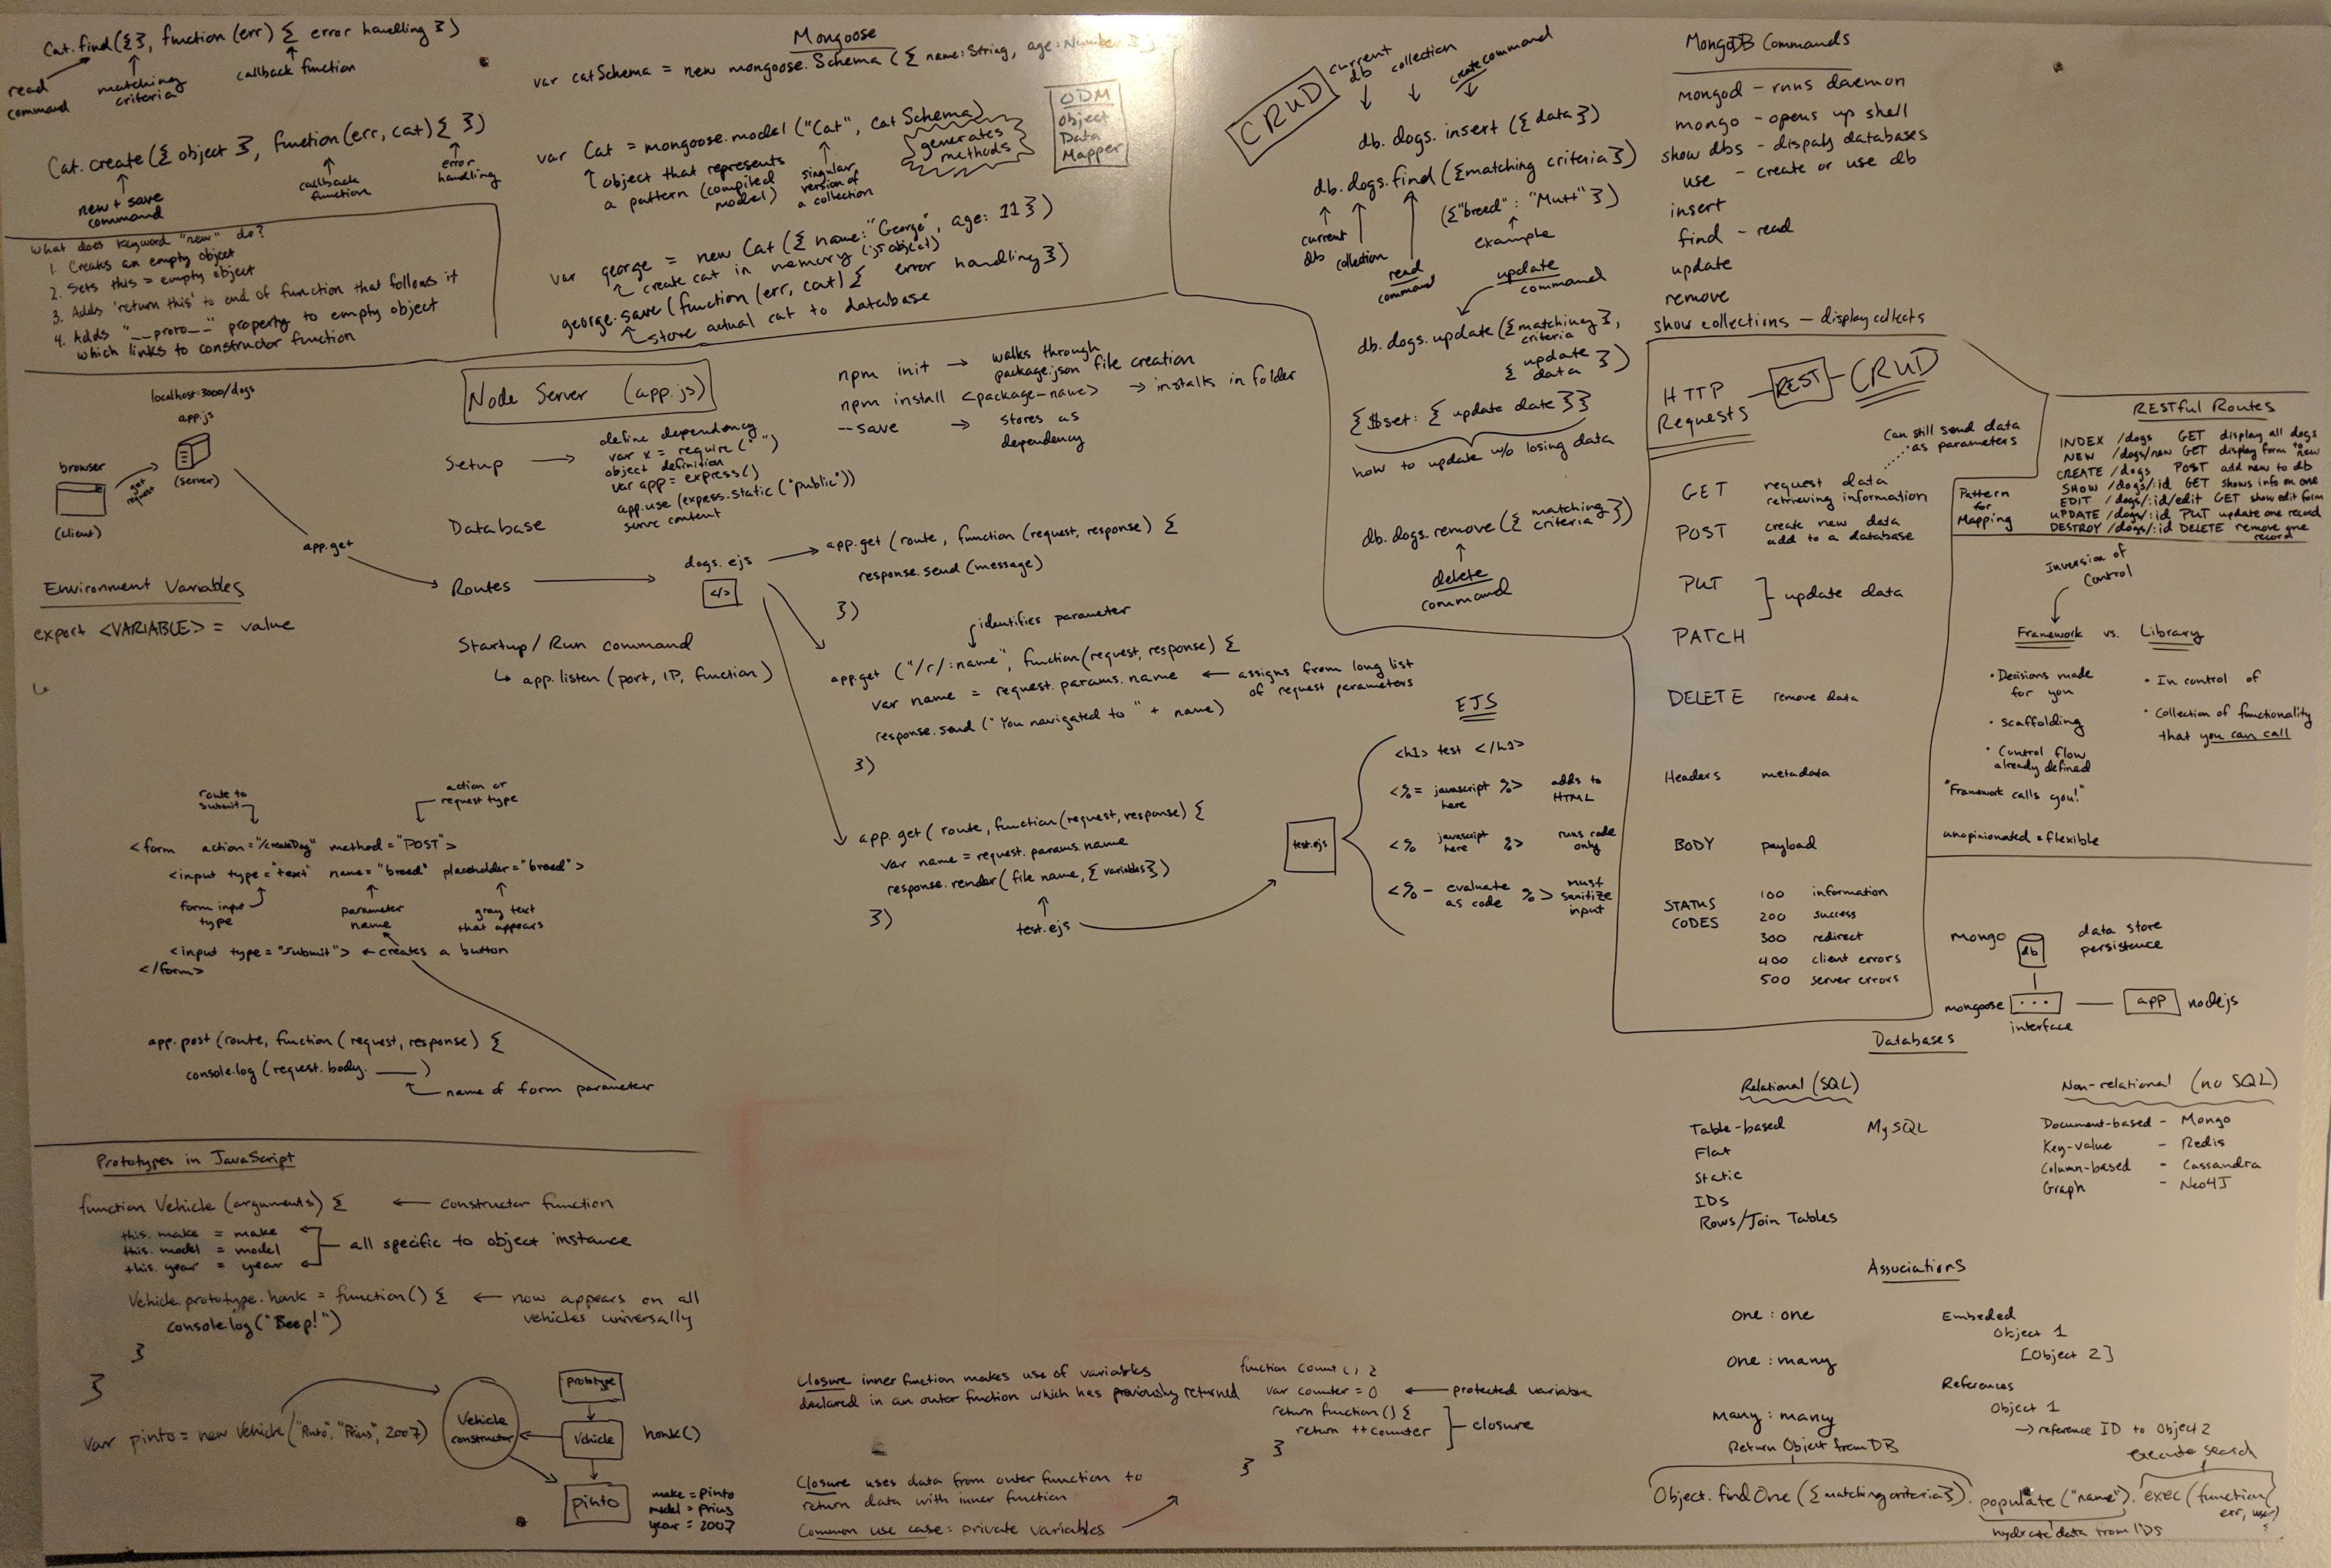 Cat.find({}, function (err) { error handling })
read command
matching criteria
callback function
Cat.create({ object }, function(err, cat) { })
new + save command
callback function
error handling
what does keyword "new" do?
1. Creates an empty object
2. Sets this = empty object
3. Adds 'return this' to end of function that follows it
4. Adds "__proto__" property to empty object
which links to constructor function
Mongoose
var catSchema = new mongoose.Schema ({ name: String, age: Number })
var Cat = mongoose.model ("Cat", catSchema)
object that represents
a pattern (compiled
model)
singular
version of
a collection
generates
methods
ODM
Object
Data
Mapper
var george = new Cat ({ name: "George", age: 11 })
create cat in memory (js object)
george.save (function (err, cat) { error handling })
store actual cat to database
CRUD
current
db
collection
create command
db.dogs.insert ({ data })
db.dogs.find ({ matching criteria })
current
db
collection
read
command
({"breed" : "Mutt" })
example
update
command
db.dogs.update ({ matching
criteria },
{ update
data })
{ $set: { update date }}
how to update w/o losing data
db.dogs.remove ({ matching
criteria })
delete
command
MongoDB Commands
mongod - runs daemon
mongo - opens up shell
show dbs - dispaly databases
use - create or use db
insert
find - read
update
remove
show collections - display collects
localhost:3000/dogs
app.js
(server)
browser
get
request
(client)
app.get
Node Server (app.js)
npm init → walks through
package.json file creation
npm install <package-name> → installs in folder
--save → stores as
dependency
Setup →
define dependency
var x = require (" ")
object definition
var app = express()
app.use (express.static ("public"))
serve content
Database
Routes
dogs.ejs
</>
app.get (route, function (request, response) {
response.send (message)
})
Startup/Run command
↳ app.listen (port, IP, function)
Environment Variables
export <VARIABLE> = value
identifies parameter
app.get ("/r/:name", function(request, response) {
var name = request.params.name ← assigns from long list
of request parameters
response.send ("You navigated to " + name)
})
app.get ( route, function (request, response) {
var name = request.params.name
response.render( file name, { variables })
})
test.ejs
EJS
test.ejs
<h1> test </h1>
<%= javascript here %> adds to HTML
<% javascript here %> runs code only
<%- evaluate as code %> must sanitize input
route to
submit
action or
request type
<form action="/createDog" method="POST">
<input type="text" name="breed" placeholder="breed">
form input
type
parameter
name
gray text
that appears
<input type="submit"> ← creates a button
</form>
app.post (route, function ( request, response) {
console.log (request.body. ____ )
name of form parameter
HTTP
Requests
REST
CRUD
Can still send data
as parameters
GET request data
retrieving information
POST create new data
add to a database
PUT
update data
PATCH
DELETE remove data
Headers metadata
BODY payload
STATUS
CODES
100 information
200 success
300 redirect
400 client errors
500 server errors
RESTful Routes
Pattern
for
Mapping
INDEX /dogs GET display all dogs
NEW /dogs/new GET display form to new
CREATE /dogs POST add new to db
SHOW /dogs/:id GET shows info on one
EDIT /dogs/:id/edit GET show edit form
UPDATE /dogs/:id PUT update one record
DESTROY /dogs/:id DELETE remove one
record
Inversion of
Control
Framework vs. Library
• Decisions made
for you
• scaffolding
• Control flow
already defined
"Framework calls you!"
unopinionated = flexible
• In control of
• Collection of functionality
that you can call
mongo
db
data store
persistence
mongoose
...
interface
app
nodejs
Databases
Relational (SQL)
Table-based MySQL
Flat
Static
IDs
Rows/Join Tables
Non-relational (no SQL)
Document-based - Mongo
Key-value - Redis
Column-based - Cassandra
Graph - Neo4J
Associations
one : one
one : many
many : many
Embeded
Object 1
[Object 2]
References
Object 1
→ reference ID to Object 2
Return Object from DB
execute search
Object.findOne ({ matching criteria }). populate ("name"). exec (function(
err, user)
hydrate data from IDs
Prototypes in JavaScript
function Vehicle (arguments) { ← constructor function
this. make = make
this. model = model
this. year = year
all specific to object instance
Vehicle.prototype.honk = function() { ← now appears on all
vehicles universally
console.log ("Beep!")
}
}
var pinto = new Vehicle ("Pinto", "Prius", 2007)
Vehicle
constructor
prototype
Vehicle
honk()
pinto
make = pinto
model = prius
year = 2007
Closure inner function makes use of variables
declared in an outer function which has previously returned
Closure uses data from outer function to
return data with inner function
Common use case: private variables
function count () {
var counter = 0 ← protected variable
return function () {
return ++counter
}
}
closure